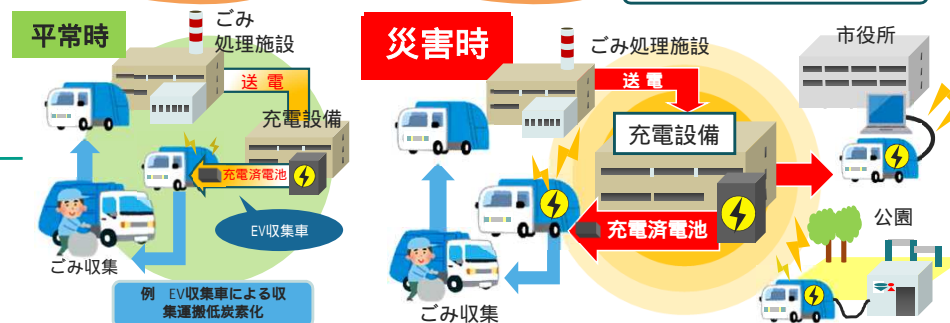 平常時
ごみ
処理施設
送 電
充電設備
充電済電池
EV収集車
ごみ収集
例　EV収集車による収
集運搬低炭素化
災害時
ごみ処理施設
送 電
充電設備
充電済電池
ごみ収集
市役所
公園